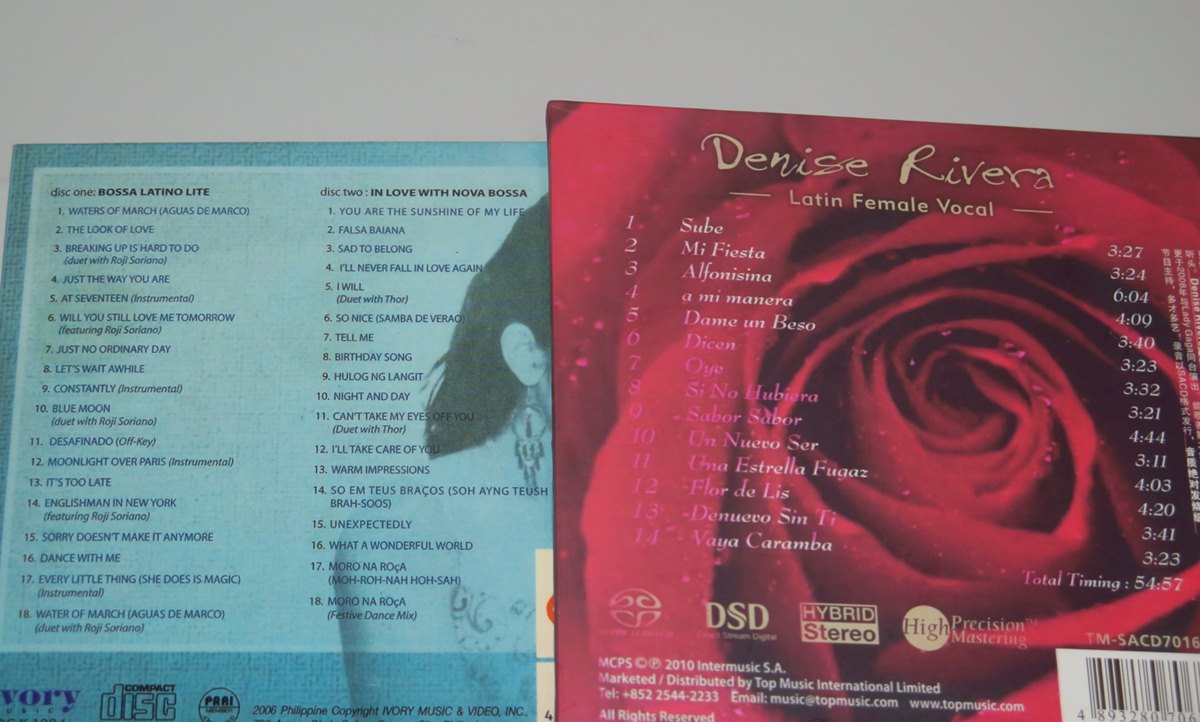 disc one: BOSSA LATINO LITE
1. WATERS OF MARCH (AGUAS DE MARCO)
2. THE LOOK OF LOVE
3. BREAKING UP IS HARD TO DO
(duet with Roji Soriano)
4. JUST THE WAY YOU ARE
5. AT SEVENTEEN (Instrumental)
6. WILL YOU STILL LOVE ME TOMORROW
(featuring Roji Soriano)
7. JUST NO ORDINARY DAY
8. LET'S WAIT AWHILE
9. CONSTANTLY (Instrumental)
10. BLUE MOON
(duet with Roji Soriano)
11. DESAFINADO (Off-Key)
12. MOONLIGHT OVER PARIS (Instrumental)
13. IT'S TOO LATE
14. ENGLISHMAN IN NEW YORK
(featuring Roji Soriano)
15. SORRY DOESN'T MAKE IT ANYMORE
16. DANCE WITH ME
17. EVERY LITTLE THING (SHE DOES IS MAGIC)
(Instrumental)
18. WATER OF MARCH (AGUAS DE MARCO)
(duet with Roji Soriano)
disc two : IN LOVE WITH NOVA BOSSA
1. YOU ARE THE SUNSHINE OF MY LIFE
2. FALSA BAIANA
3. SAD TO BELONG
4. I'LL NEVER FALL IN LOVE AGAIN
5. I WILL
(Duet with Thor)
6. SO NICE (SAMBA DE VERAO)
7. TELL ME
8. BIRTHDAY SONG
9. HULOG NG LANGIT
10. NIGHT AND DAY
11. CAN'T TAKE MY EYES OFF YOU
(Duet with Thor)
12. I'LL TAKE CARE OF YOU
13. WARM IMPRESSIONS
14. SO EM TEUS BRAÇOS (SOH AYNG TEUSH
BRAH-SOOS)
15. UNEXPECTEDLY
16. WHAT A WONDERFUL WORLD
17. MORO NA ROçA
(MOH-ROH-NAH HOH-SAH)
18. MORO NA ROçA
(Festive Dance Mix)
COMPACT
disc
PARI
MEMBER
2006 Philippine Copyright IVORY MUSIC & VIDEO, INC.,
Denise Rivera
Latin Female Vocal
1 Sube 3:27
2 Mi Fiesta 3:24
3 Alfonisina 6:04
4 a mi manera 4:09
5 Dame un Beso 3:40
6 Dicen 3:23
7 Oye 3:32
8 Si No Hubiera 3:21
9 Sabor Sabor 4:44
10 Un Nuevo Ser 3:11
11 Una Estrella Fugaz 4:03
12 Flor de Lis 4:20
13 Denuevo Sin Ti 3:41
14 Vaya Caramba 3:23
Total Timing : 54:57
DSD
Direct Stream Digital
HYBRID
Stereo
High Precision™
Mastering
TM-SACD7016
MCPS ©℗ 2010 Intermusic S.A.
Marketed / Distributed by Top Music International Limited
Tel: +852 2544-2233 Email: music@topmusic.com www.topmusic.com
All Rights Reserved